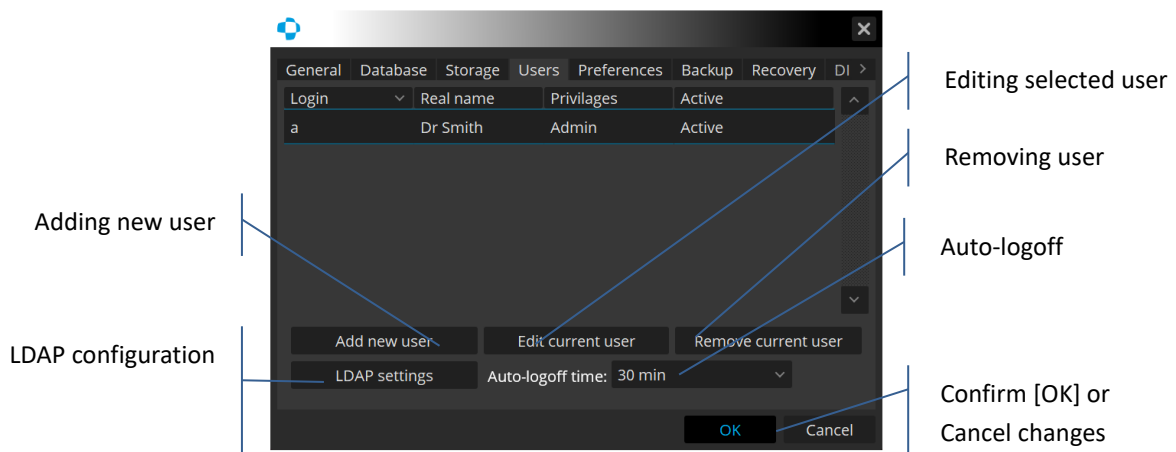 General Database Storage Users Preferences Backup Recovery
Login Real name Privilages Active
a Dr Smith Admin Active
Add new user Edit current user Remove current user
LDAP settings Auto-logoff time: 30 min
OK Cancel
Adding new user
LDAP configuration
Editing selected user
Removing user
Auto-logoff
Confirm [OK] or
Cancel changes